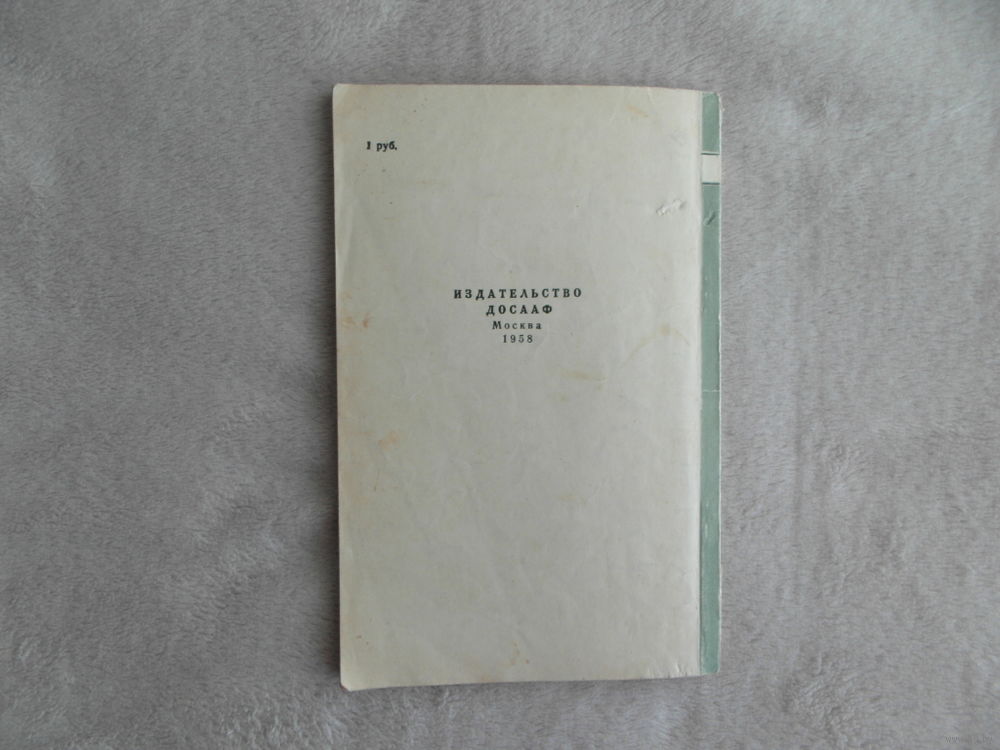 1 руб.
ИЗДАТЕЛЬСТВО
ДОСААФ
Москва
1958